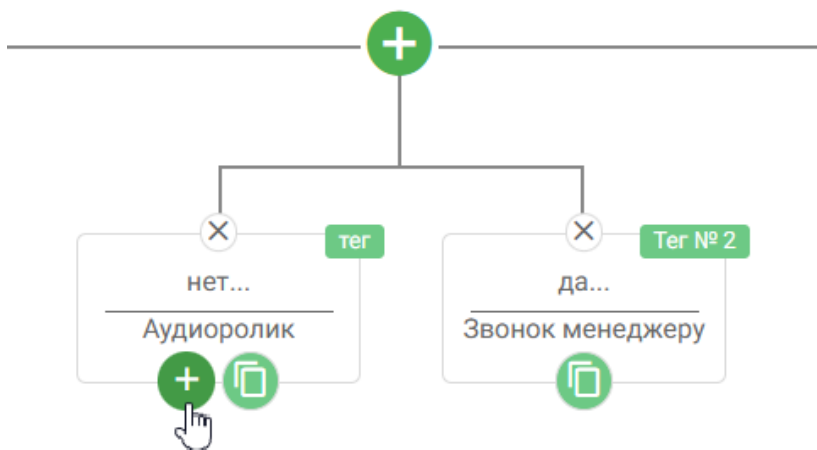 тег
Тег № 2
нет...
да...
Аудиоролик
Звонок менеджеру